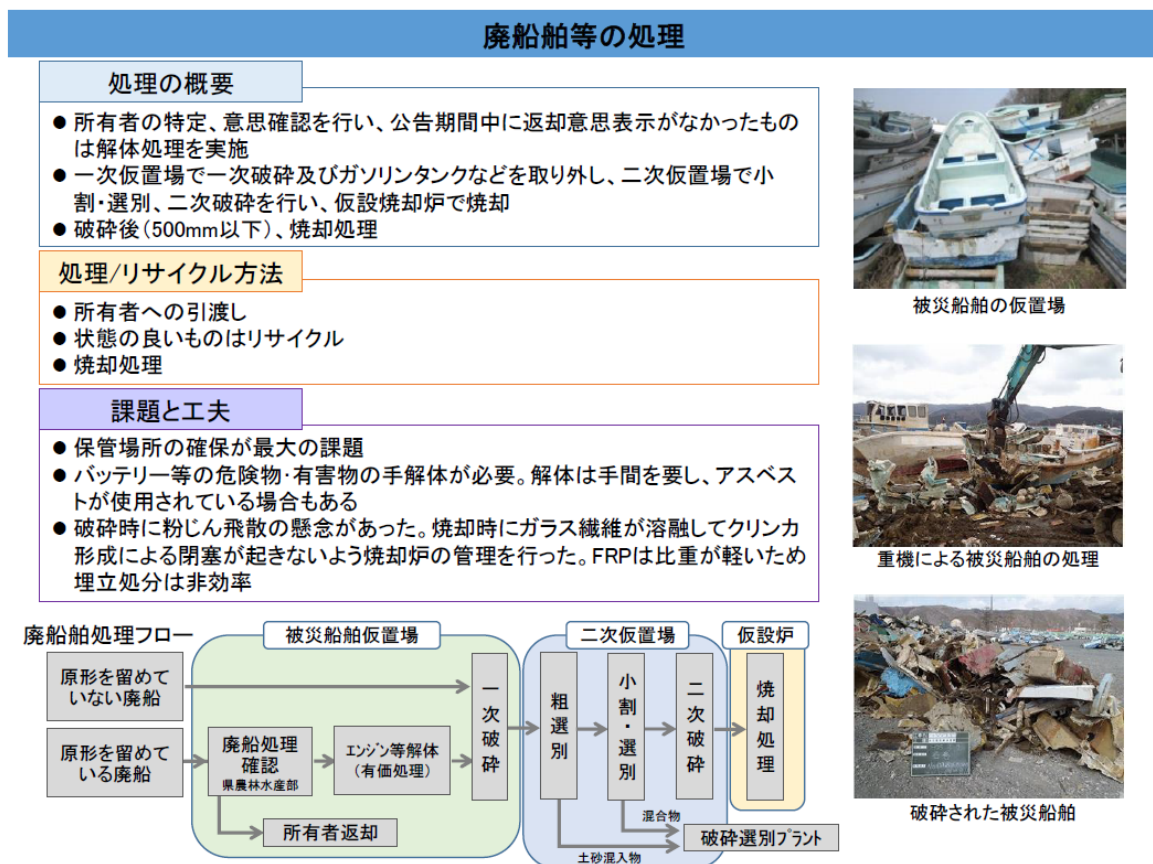 廃船舶等の処理
処理の概要
● 所有者の特定、意思確認を行い、公告期間中に返却意思表示がなかったもの
は解体処理を実施
● 一次仮置場で一次破砕及びガソリンタンクなどを取り外し、二次仮置場で小
割・選別、二次破砕を行い、仮設焼却炉で焼却
● 破砕後（500mm以下）、焼却処理
処理/リサイクル方法
● 所有者への引渡し
● 状態の良いものはリサイクル
● 焼却処理
課題と工夫
● 保管場所の確保が最大の課題
● バッテリー等の危険物・有害物の手解体が必要。解体は手間を要し、アスベス
トが使用されている場合もある
● 破砕時に粉じん飛散の懸念があった。焼却時にガラス繊維が溶融してクリンカ
形成による閉塞が起きないよう焼却炉の管理を行った。FRPは比重が軽いため
埋立処分は非効率
被災船舶の仮置場
重機による被災船舶の処理
破砕された被災船舶
廃船舶処理フロー
被災船舶仮置場
二次仮置場
仮設炉
原形を留めて
いない廃船
原形を留めて
いる廃船
廃船処理
確認
県農林水産部
エンジン等解体
（有価処理）
一次破砕
所有者返却
粗選別
小割・選別
二次破砕
焼却処理
混合物
土砂混入物
破砕選別プラント